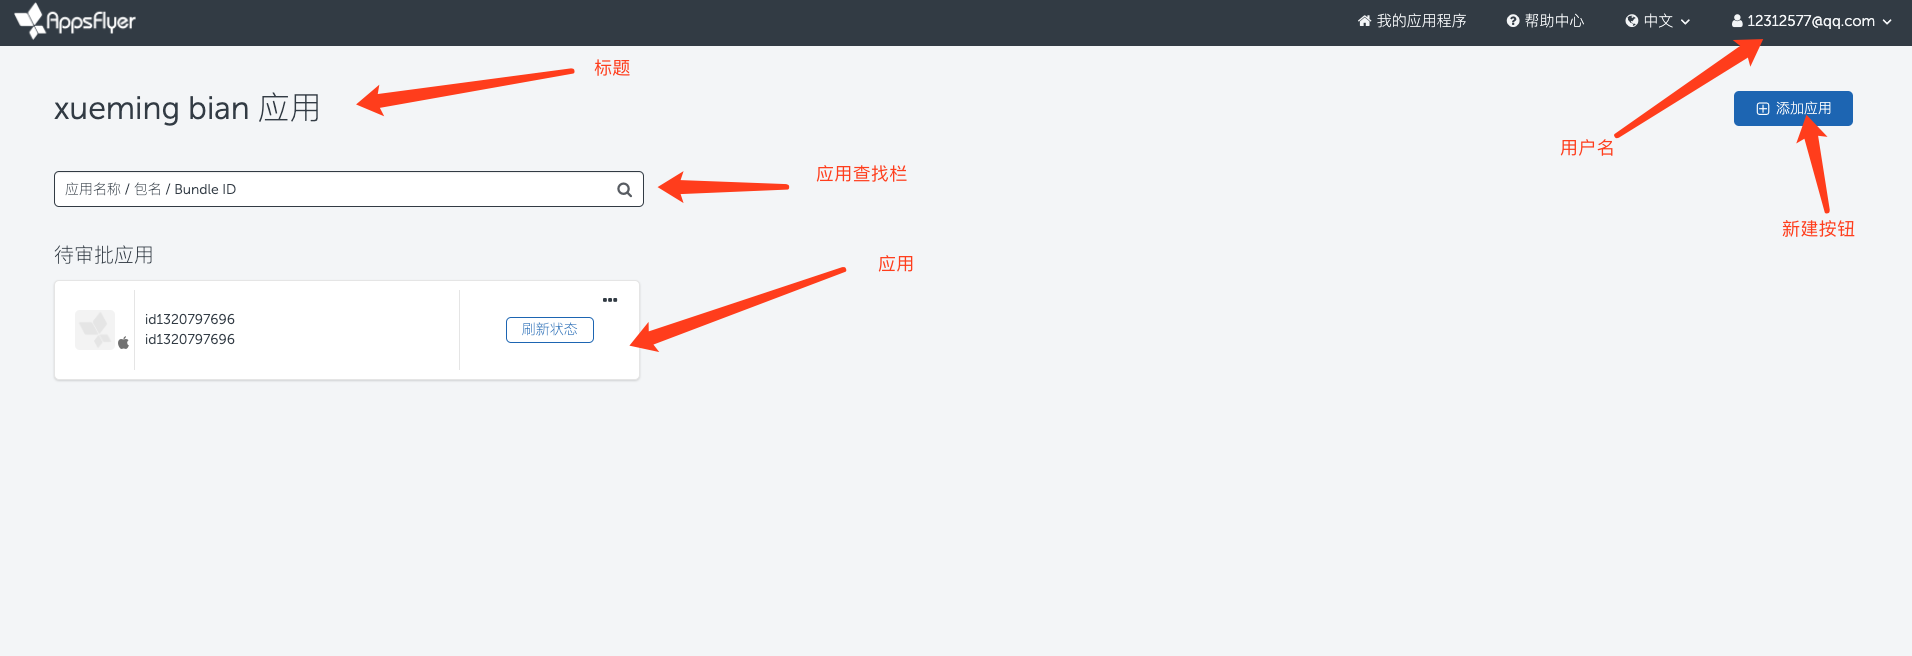 AppsFlyer
我的应用程序
帮助中心
中文
12312577@qq.com
标题
xueming bian 应用
添加应用
用户名
应用查找栏
应用名称 / 包名 / Bundle ID
新建按钮
待审批应用
应用
id1320797696
刷新状态
id1320797696